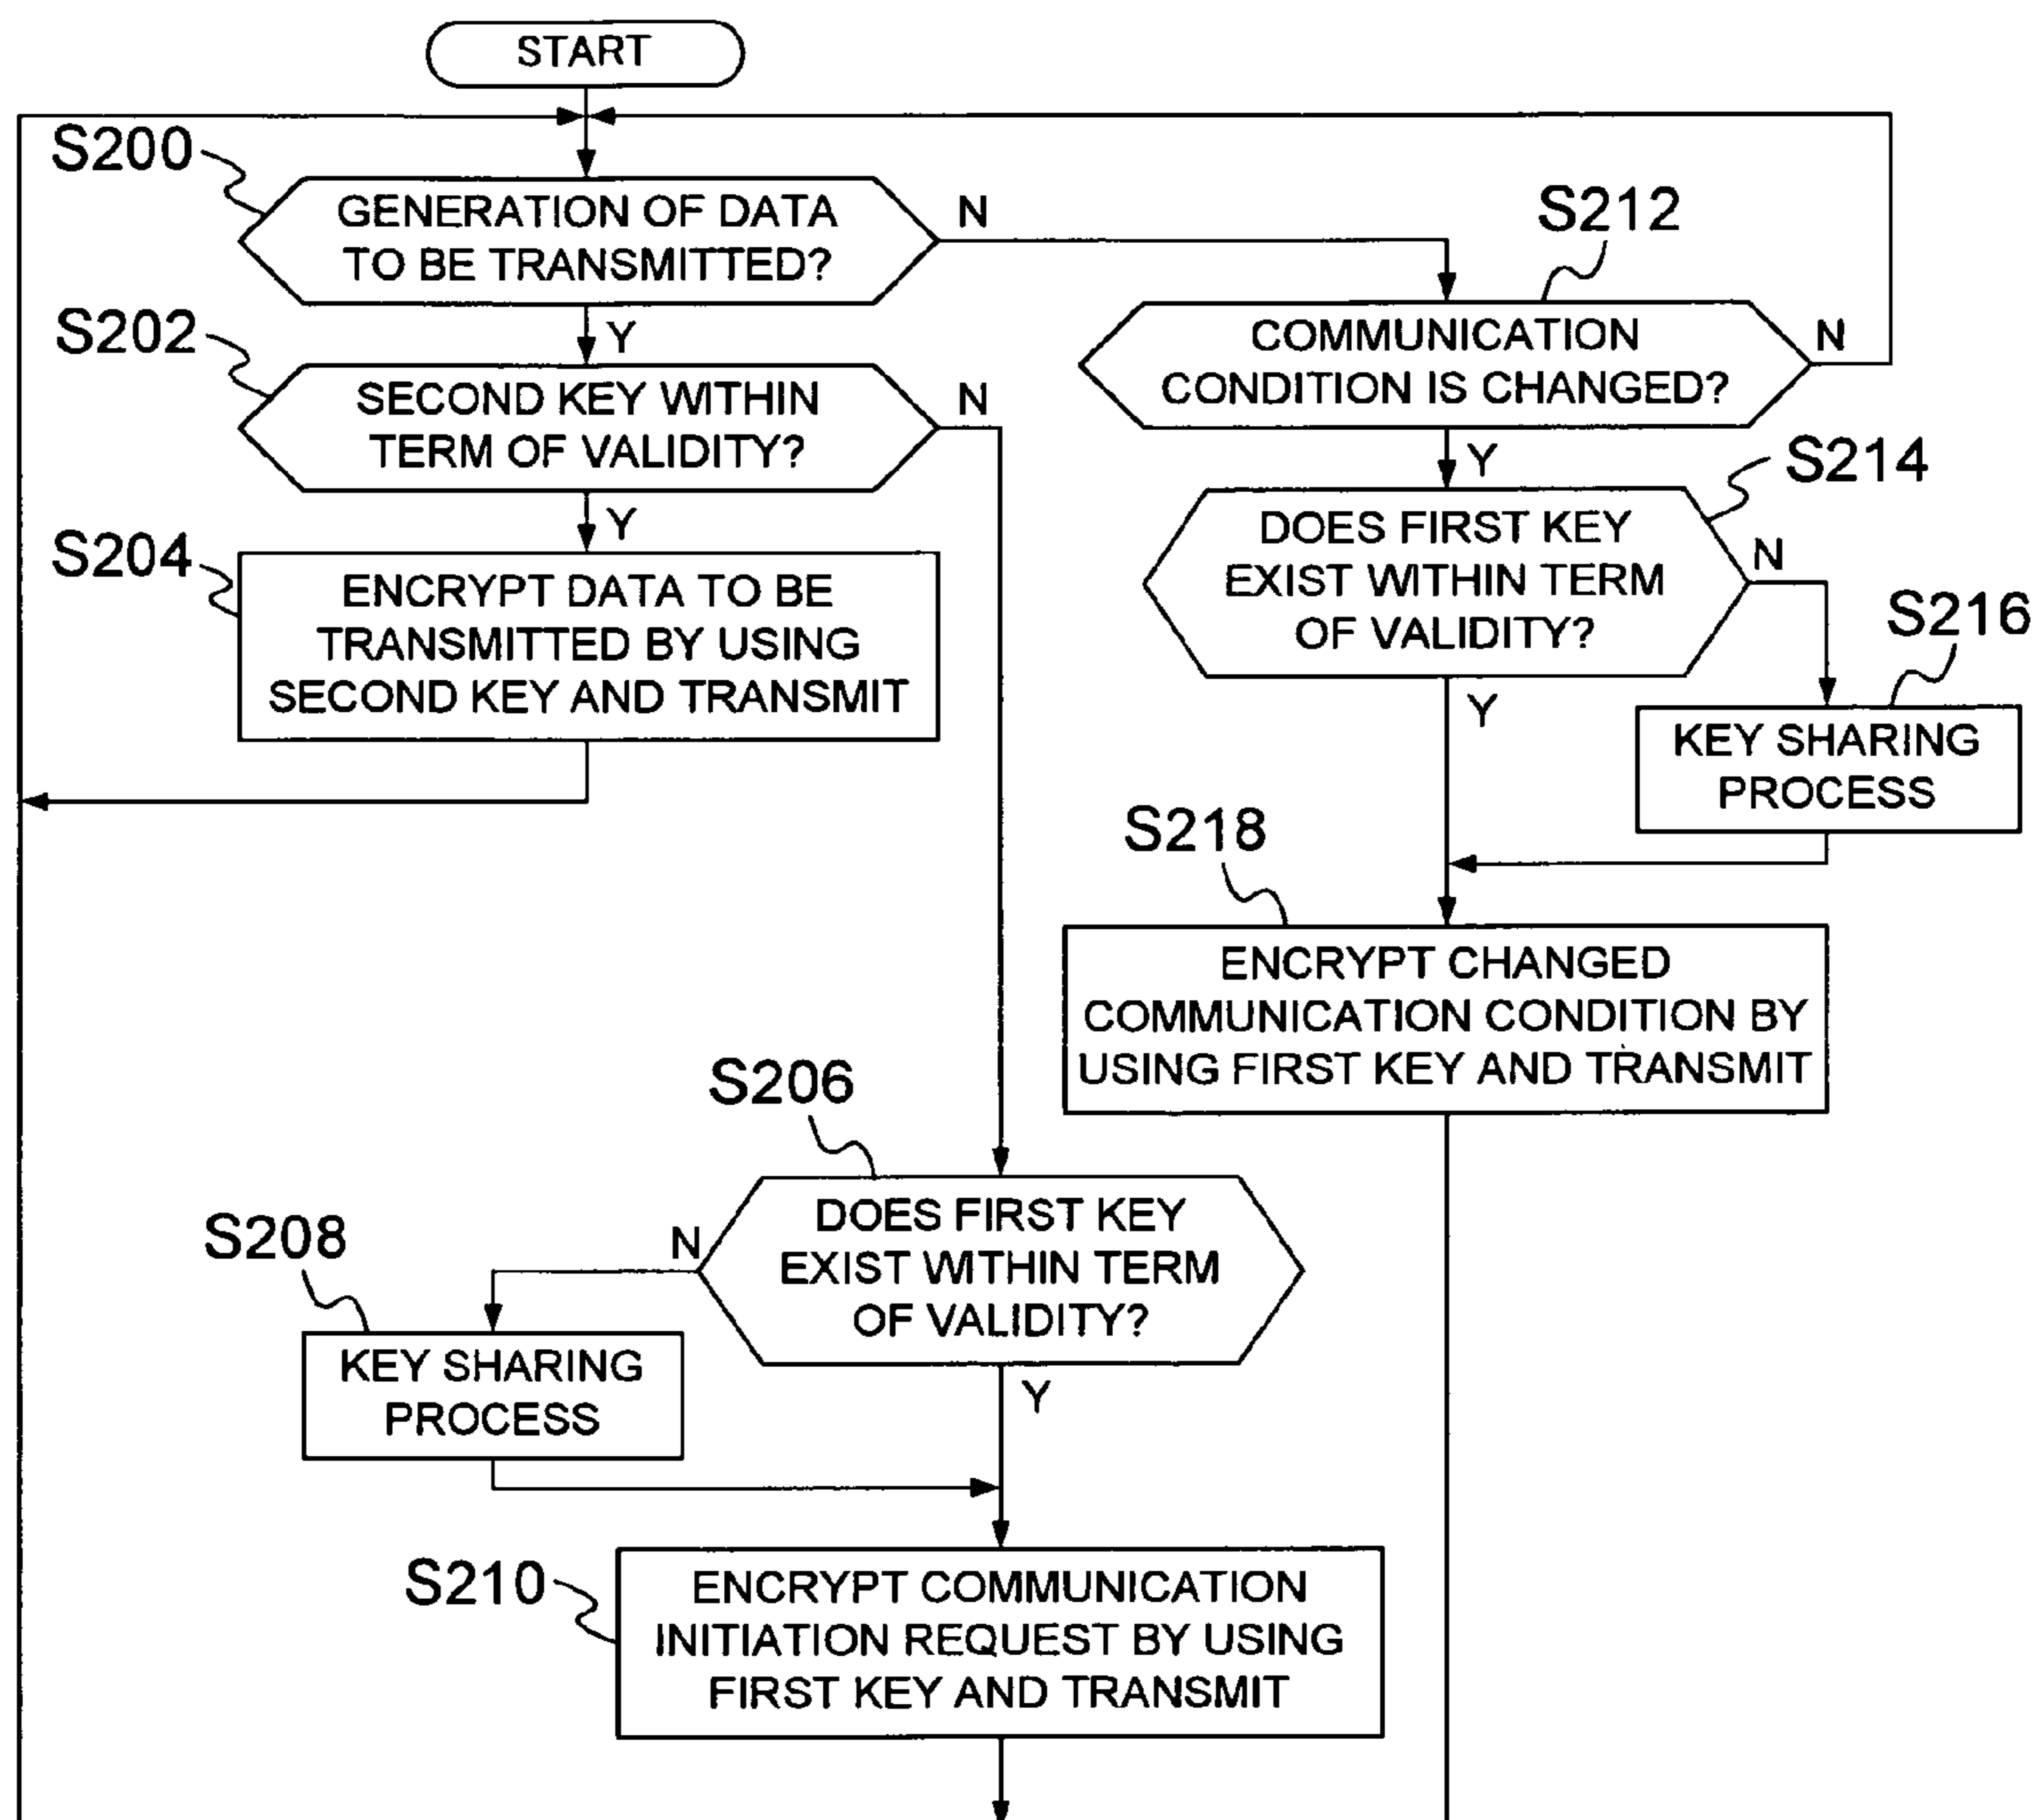 START
S200
GENERATION OF DATA
TO BE TRANSMITTED?
N
Y
S212
COMMUNICATION
CONDITION IS CHANGED?
N
Y
S202
SECOND KEY WITHIN
TERM OF VALIDITY?
N
Y
S214
DOES FIRST KEY
EXIST WITHIN TERM
OF VALIDITY?
N
Y
S204
ENCRYPT DATA TO BE
TRANSMITTED BY USING
SECOND KEY AND TRANSMIT
S216
KEY SHARING
PROCESS
S218
ENCRYPT CHANGED
COMMUNICATION CONDITION BY
USING FIRST KEY AND TRANSMIT
S206
DOES FIRST KEY
EXIST WITHIN TERM
OF VALIDITY?
N
Y
S208
KEY SHARING
PROCESS
S210
ENCRYPT COMMUNICATION
INITIATION REQUEST BY USING
FIRST KEY AND TRANSMIT